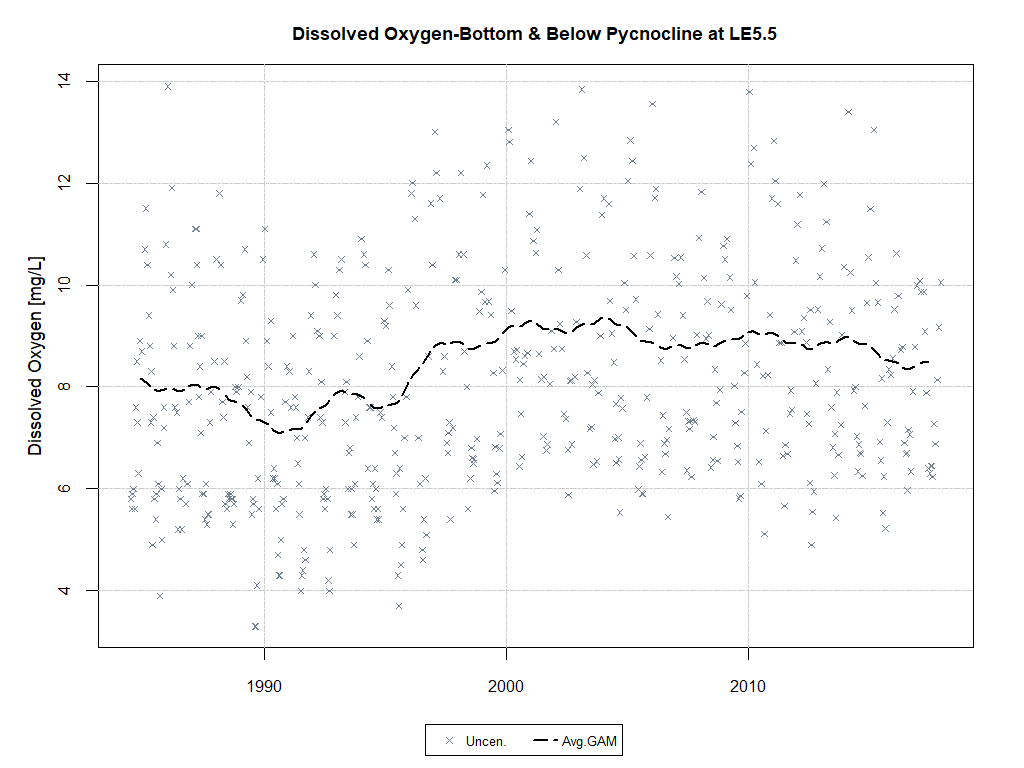 Dissolved Oxygen-Bottom & Below Pycnocline at LE5.5
Dissolved Oxygen [mg/L]
14
12
10
8
6
4
1990 2000 2010
Uncen. Avg.GAM